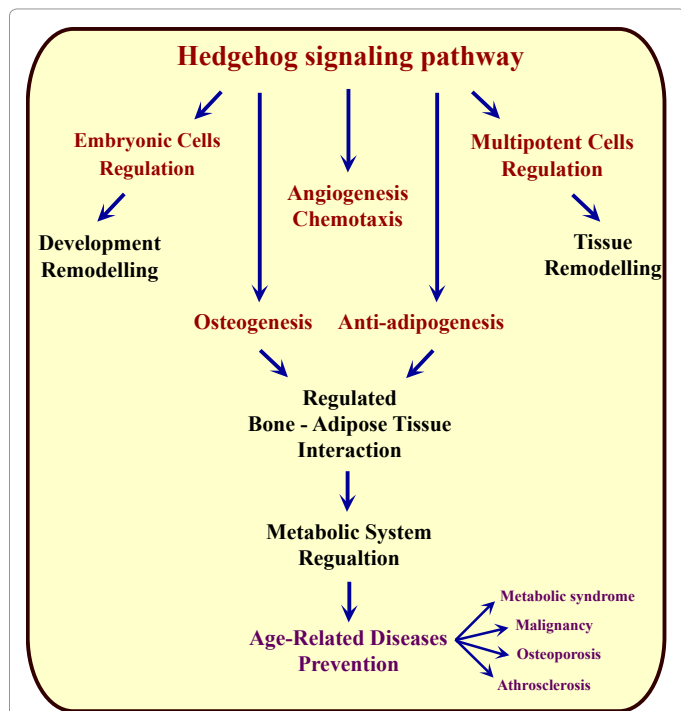 Hedgehog signaling pathway
Embryonic Cells
Regulation
Multipotent Cells
Regulation
Angiogenesis
Chemotaxis
Development
Remodelling
Tissue
Remodelling
Osteogenesis
Anti-adipogenesis
Regulated
Bone - Adipose Tissue
Interaction
Metabolic System
Regualtion
Age-Related Diseases
Prevention
Metabolic syndrome
Malignancy
Osteoporosis
Athrosclerosis